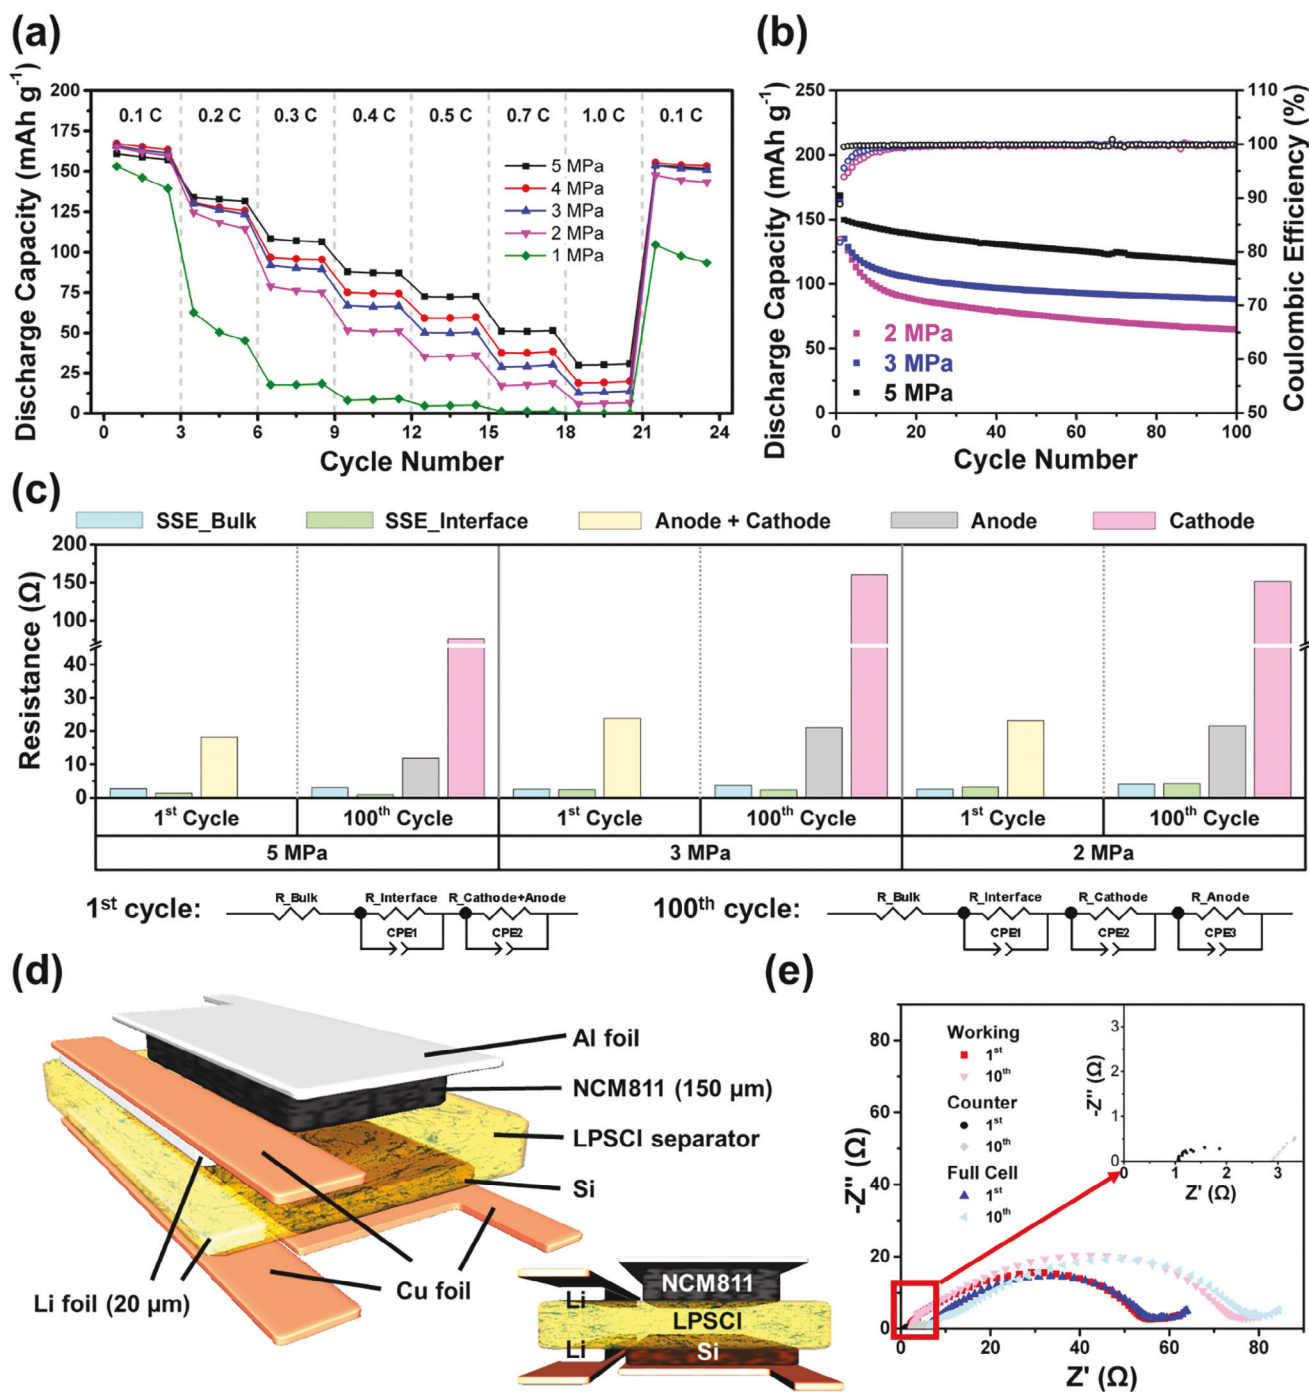 (a)
Discharge Capacity (mAh g⁻¹)
200
175
150
125
100
75
50
25
0
0.1 C 0.2 C 0.3 C 0.4 C 0.5 C 0.7 C 1.0 C 0.1 C
5 MPa
4 MPa
3 MPa
2 MPa
1 MPa
0 3 6 9 12 15 18 21 24
Cycle Number
(b)
Discharge Capacity (mAh g⁻¹)
250
200
150
100
50
0
2 MPa
3 MPa
5 MPa
110
100
90
80
70
60
50
Coulombic Efficiency (%)
0 20 40 60 80 100
Cycle Number
(c)
SSE_Bulk SSE_Interface Anode + Cathode Anode Cathode
Resistance (Ω)
200
150
100
40
30
20
10
0
1st Cycle 100th Cycle 1st Cycle 100th Cycle 1st Cycle 100th Cycle
5 MPa 3 MPa 2 MPa
1st cycle:
R_Bulk R_Interface R_Cathode+Anode
CPE1 CPE2
100th cycle:
R_Bulk R_Interface R_Cathode R_Anode
CPE1 CPE2 CPE3
(d)
Al foil
NCM811 (150 μm)
LPSCl separator
Si
Cu foil
Li foil (20 μm)
NCM811
Li
LPSCl
Li
Si
(e)
-Z'' (Ω)
80
60
40
20
0
Working
1st
10th
Counter
1st
10th
Full Cell
1st
10th
-Z'' (Ω)
3
2
1
0
0 1 2 3
Z' (Ω)
0 20 40 60 80
Z' (Ω)